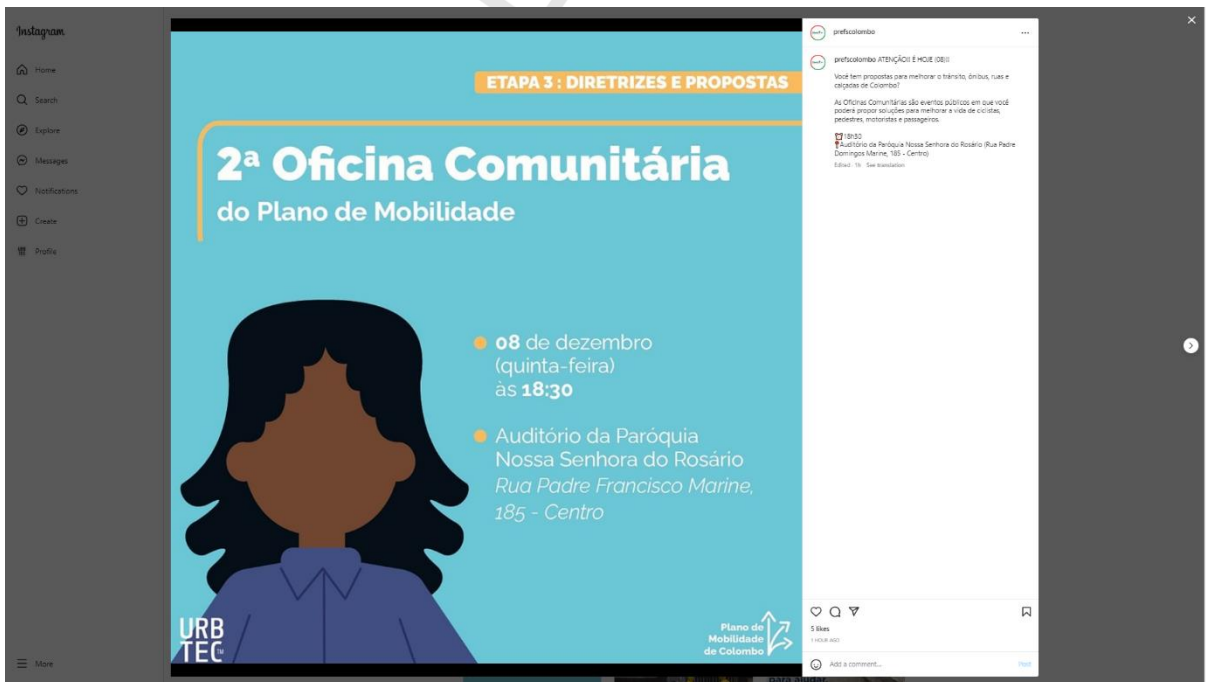 Instagram
Home
Search
Explore
Messages
Notifications
Create
Profile
More
ETAPA 3 : DIRETRIZES E PROPOSTAS
2ª Oficina Comunitária
do Plano de Mobilidade
08 de dezembro
(quinta-feira)
às 18:30
Auditório da Paróquia
Nossa Senhora do Rosário
Rua Padre Francisco Marine,
185 - Centro
URB
TEC™
Plano de
Mobilidade
de Colombo
prefscolombo
prefscolombo ATENÇÃO!! É HOJE (08)!!
Você tem propostas para melhorar o trânsito, ônibus, ruas e
calçadas de Colombo?
As Oficinas Comunitárias são eventos públicos em que você
poderá propor soluções para melhorar a vida de ciclistas,
pedestres, motoristas e passageiros.
18h30
Auditório da Paróquia Nossa Senhora do Rosário (Rua Padre
Domingos Marine, 185 - Centro)
Edited · 1h See translation
5 likes
1 HOUR AGO
Add a comment...
Post
para ajudar